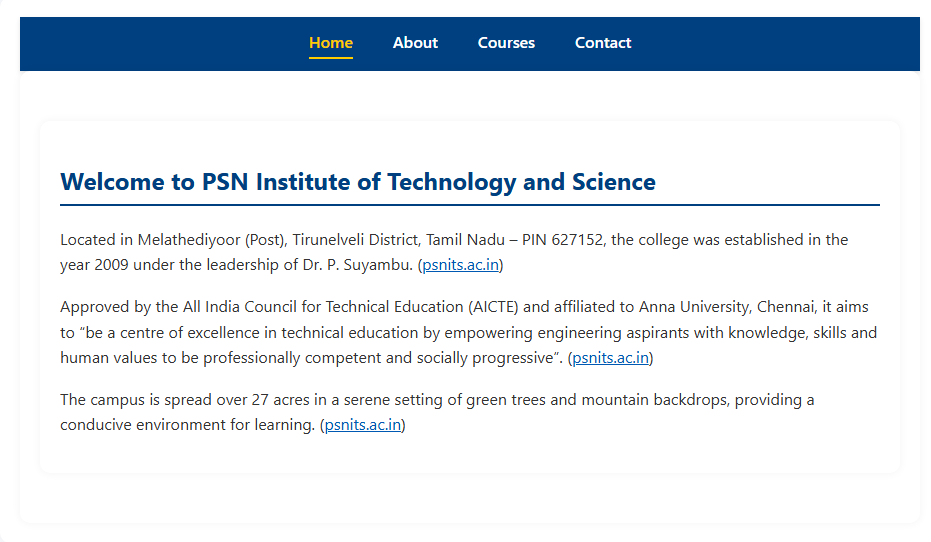 Home About Courses Contact
Welcome to PSN Institute of Technology and Science
Located in Melathediyoor (Post), Tirunelveli District, Tamil Nadu – PIN 627152, the college was established in the
year 2009 under the leadership of Dr. P. Suyambu. (psnits.ac.in)
Approved by the All India Council for Technical Education (AICTE) and affiliated to Anna University, Chennai, it aims
to “be a centre of excellence in technical education by empowering engineering aspirants with knowledge, skills and
human values to be professionally competent and socially progressive”. (psnits.ac.in)
The campus is spread over 27 acres in a serene setting of green trees and mountain backdrops, providing a
conducive environment for learning. (psnits.ac.in)